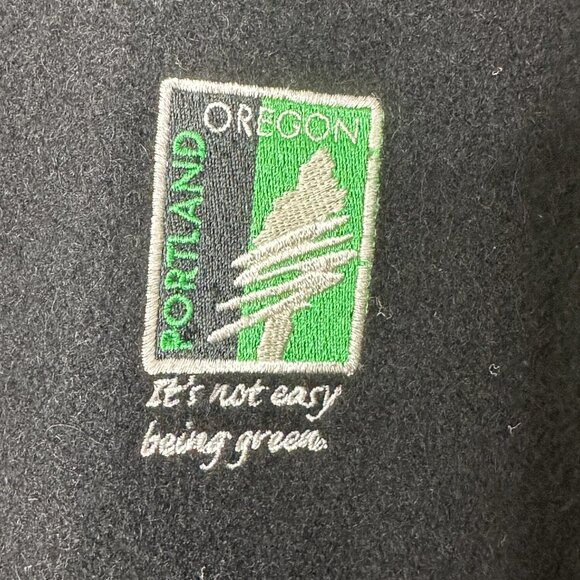 OREGON
PORTLAND
It's not easy
being green.